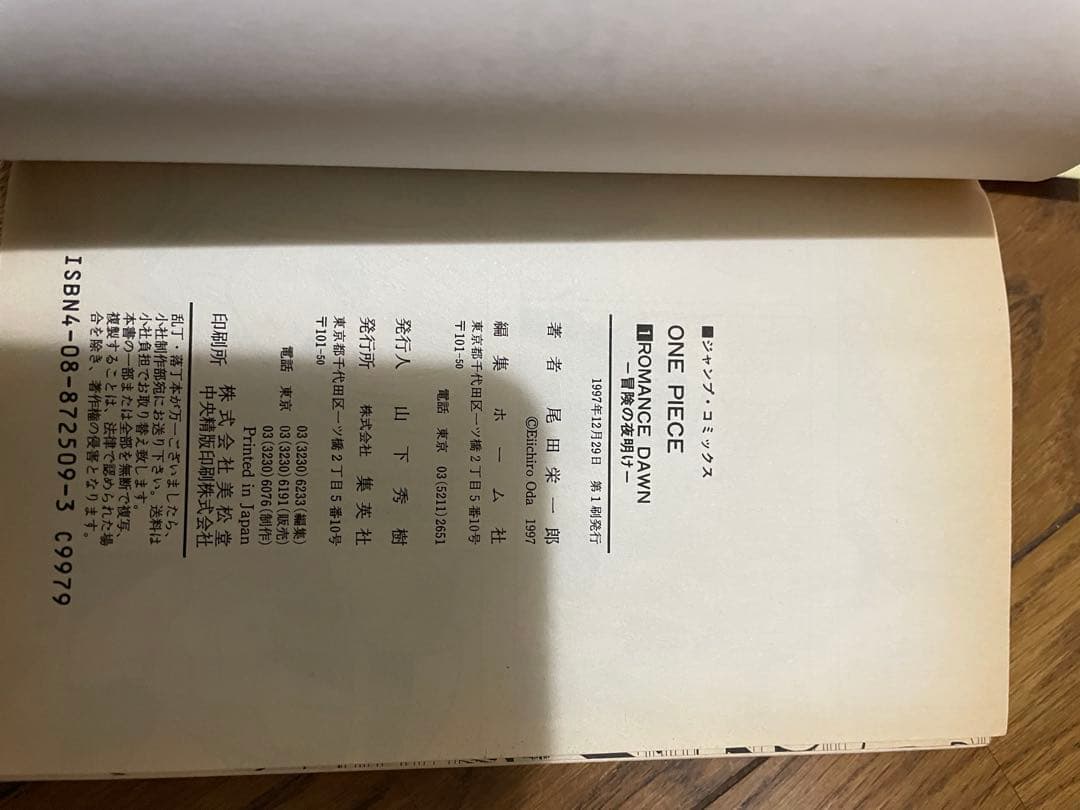 ■ジャンプ・コミックス
ONE PIECE
1 ROMANCE DAWN
―冒険の夜明け―
1997年12月29日 第1刷発行
著者 尾田栄一郎
©Eiichiro Oda 1997
編集 ホーム社
東京都千代田区一ツ橋2丁目5番10号
〒101-50
電話 東京 03(5211)2651
発行人 山下秀樹
発行所 株式会社 集英社
東京都千代田区一ツ橋2丁目5番10号
〒101-50
03(3230)6233(編集)
電話 東京 03(3230)6191(販売)
03(3230)6076(制作)
Printed in Japan
印刷所 株式会社美松堂
中央精版印刷株式会社
乱丁・落丁本が万一ございましたら、
小社制作部宛にお送り下さい。送料は
小社負担でお取り替え致します。
本書の一部または全部を無断で複写、
複製することは、法律で認められた場
合を除き、著作権の侵害となります。
ISBN4-08-872509-3 C9979